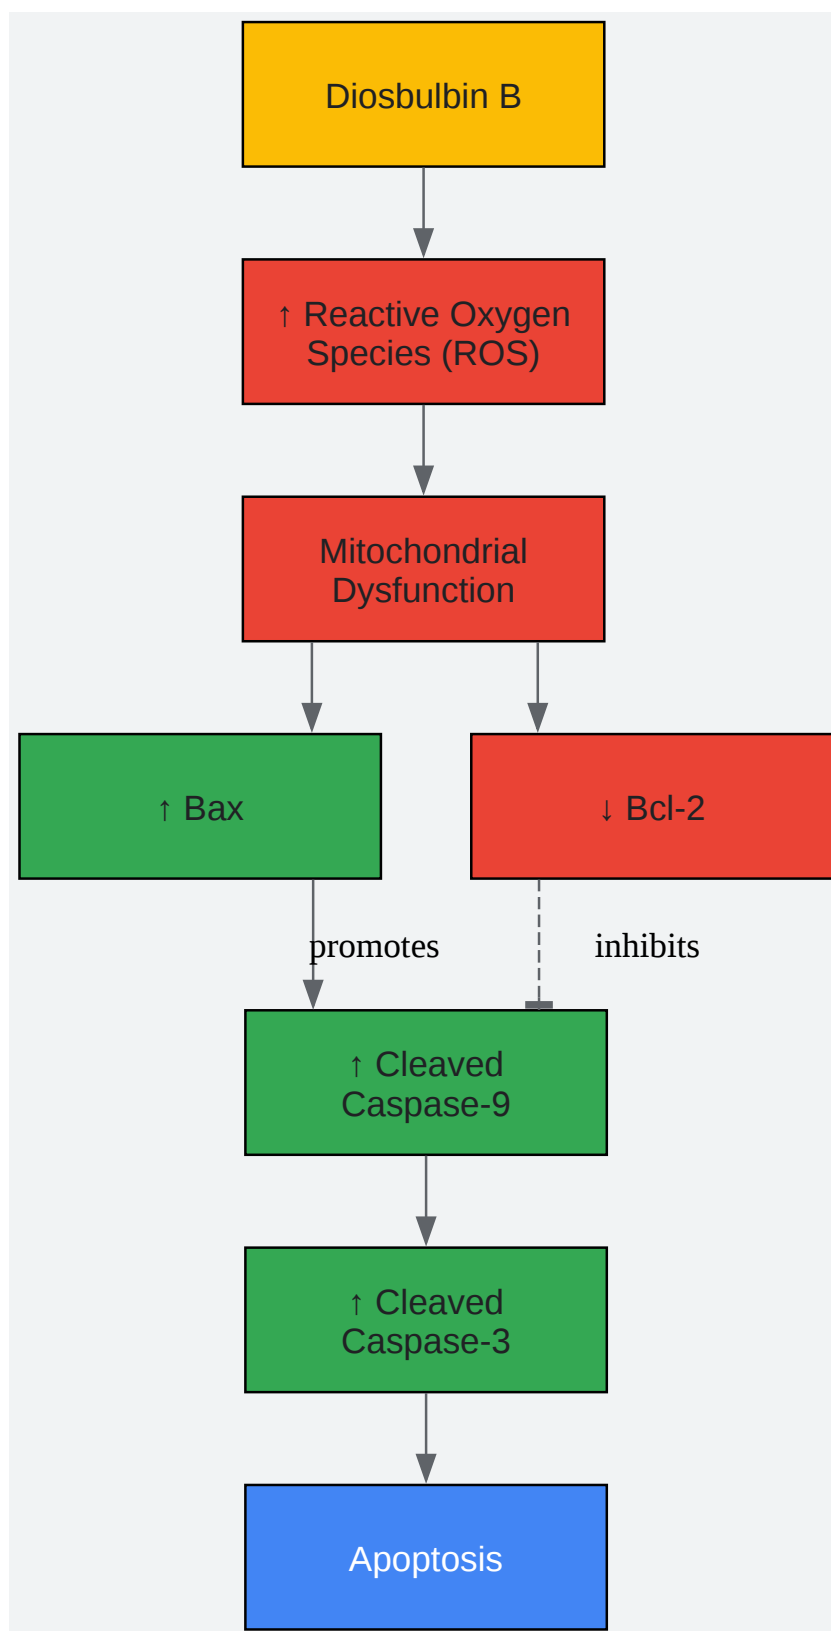 Diosbulbin B
↑ Reactive Oxygen
Species (ROS)
Mitochondrial
Dysfunction
↑ Bax
↓ Bcl-2
promotes
inhibits
↑ Cleaved
Caspase-9
↑ Cleaved
Caspase-3
Apoptosis